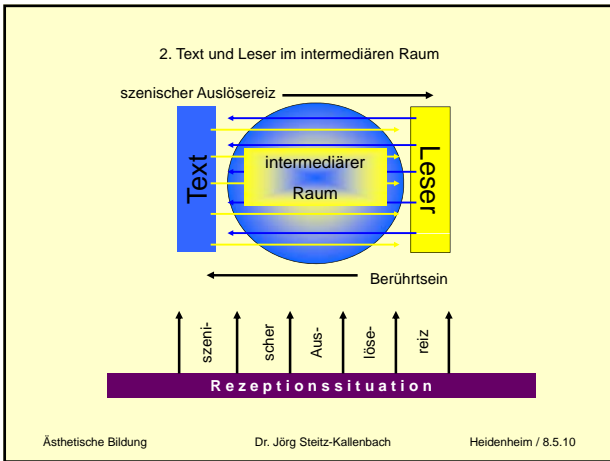 2. Text und Leser im intermediären Raum
szenischer Auslösereiz
Text
intermediärer
Raum
Leser
Berührtsein
szeni-
scher
Aus-
löse-
reiz
Rezeptionssituation
Ästhetische Bildung Dr. Jörg Steitz-Kallenbach Heidenheim / 8.5.10